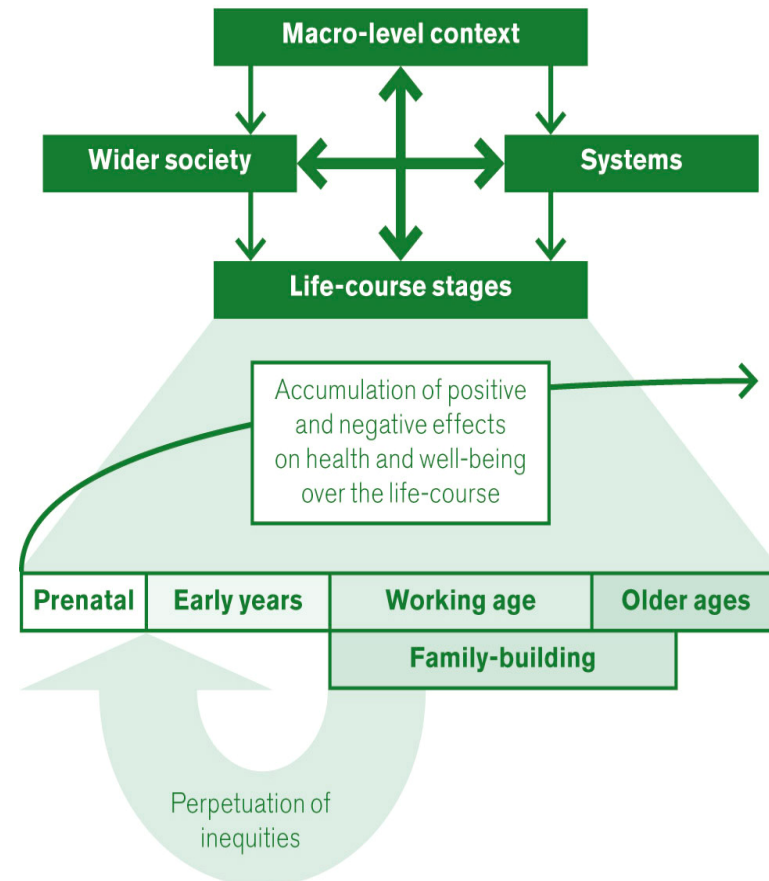 Macro-level context
Wider society
Systems
Life-course stages
Accumulation of positive
and negative effects
on health and well-being
over the life-course
Prenatal
Early years
Working age
Older ages
Family-building
Perpetuation of
inequities